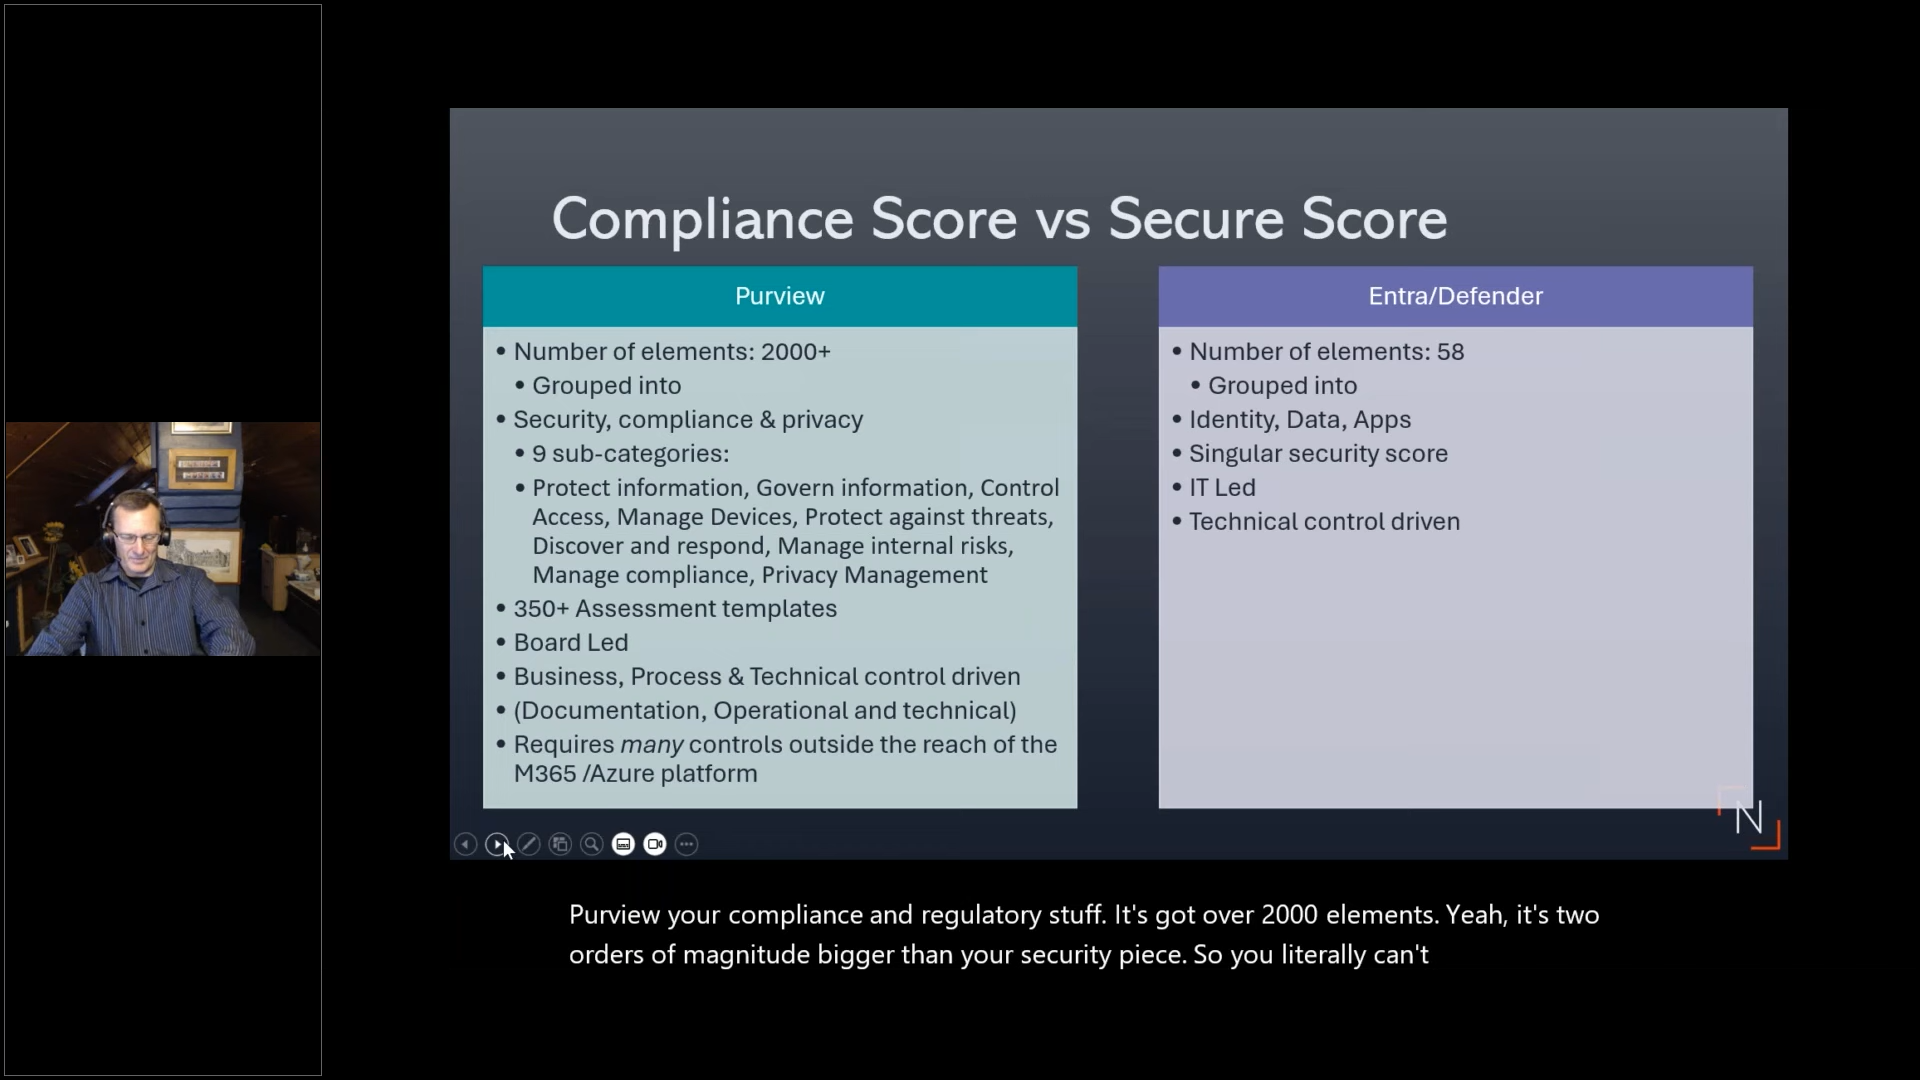 Compliance Score vs Secure Score
Purview
• Number of elements: 2000+
• Grouped into
• Security, compliance & privacy
• 9 sub-categories:
• Protect information, Govern information, Control
Access, Manage Devices, Protect against threats,
Discover and respond, Manage internal risks,
Manage compliance, Privacy Management
• 350+ Assessment templates
• Board Led
• Business, Process & Technical control driven
• (Documentation, Operational and technical)
• Requires many controls outside the reach of the
M365 /Azure platform
Entra/Defender
• Number of elements: 58
• Grouped into
• Identity, Data, Apps
• Singular security score
• IT Led
• Technical control driven
N
Purview your compliance and regulatory stuff. It's got over 2000 elements. Yeah, it's two
orders of magnitude bigger than your security piece. So you literally can't